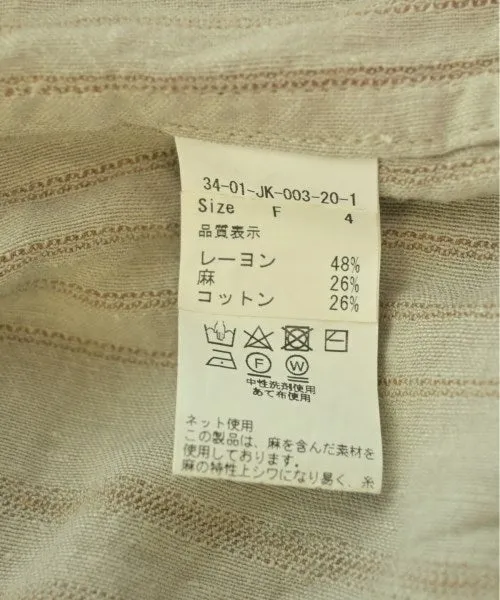 34-01-JK-003-20-1
Size F 4
品質表示
レーヨン 48%
麻 26%
コットン 26%
F W
中性洗剤使用
あて布使用
ネット使用
この製品は、麻を含んだ素材を
使用しております。
麻の特性上シワになり易く、糸